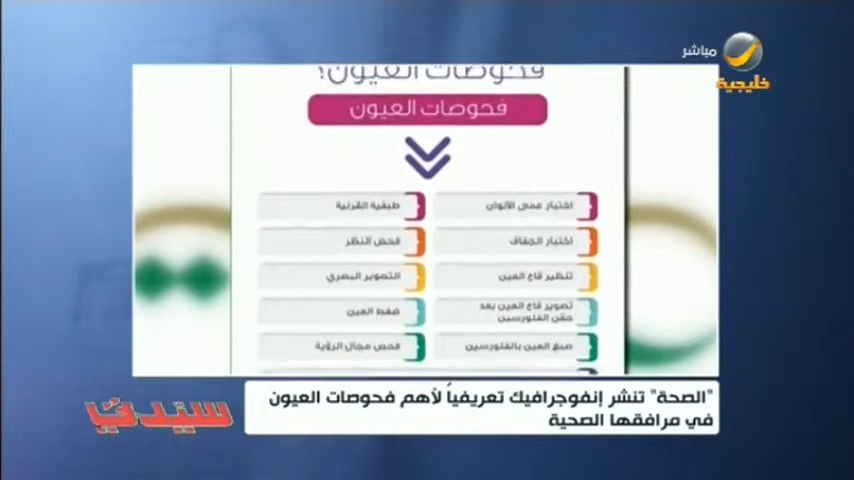 مباشر
خليجية
فحوصات العيون؟
فحوصات العيون
اختبار عمى الألوان
طبقية القرنية
اختبار الجفاف
فحص النظر
تنظير قاع العين
التصوير البصري
تصوير قاع العين بعد
حقن الفلورسين
ضغط العين
صبغ العين بالفلورسين
فحص مجال الرؤية
"الصحة" تنشر إنفوجرافيك تعريفياً لأهم فحوصات العيون
في مرافقها الصحية
سيدتي